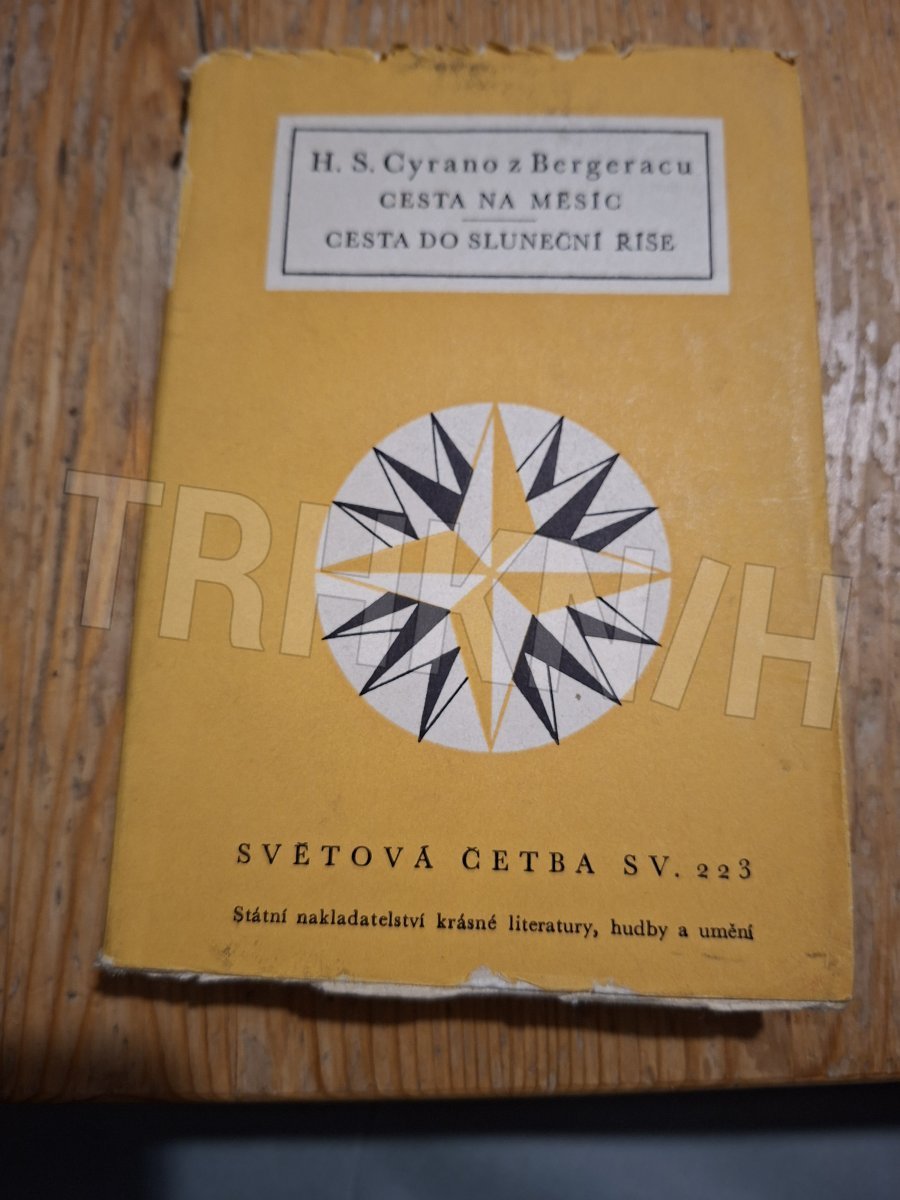 H. S. Cyrano z Bergeracu
CESTA NA MĚSÍC
CESTA DO SLUNEČNÍ ŘÍŠE
TRHKNIH
SVĚTOVÁ ČETBA SV. 223
Státní nakladatelství krásné literatury, hudby a umění